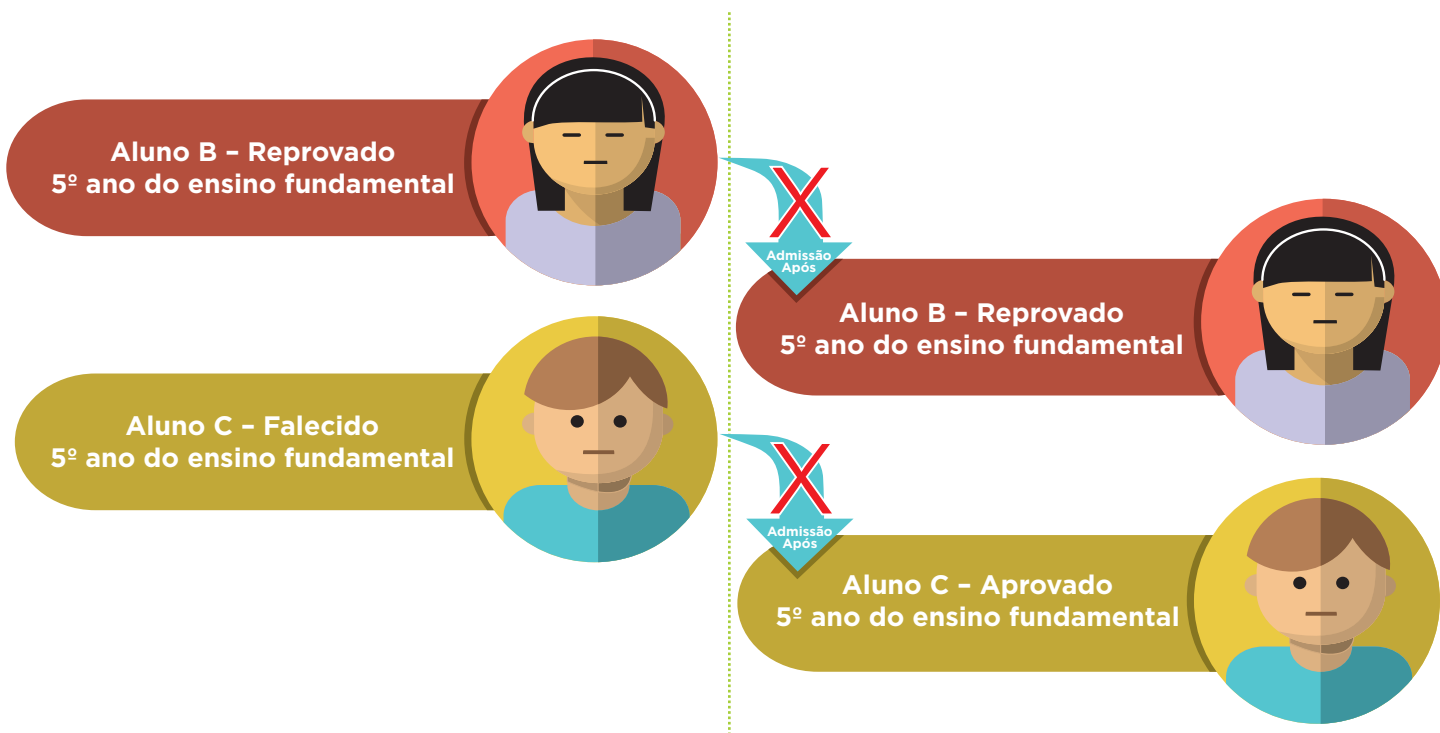 Aluno B – Reprovado
5º ano do ensino fundamental
Admissão
Após
Aluno B – Reprovado
5º ano do ensino fundamental
Aluno C – Falecido
5º ano do ensino fundamental
Admissão
Após
Aluno C – Aprovado
5º ano do ensino fundamental